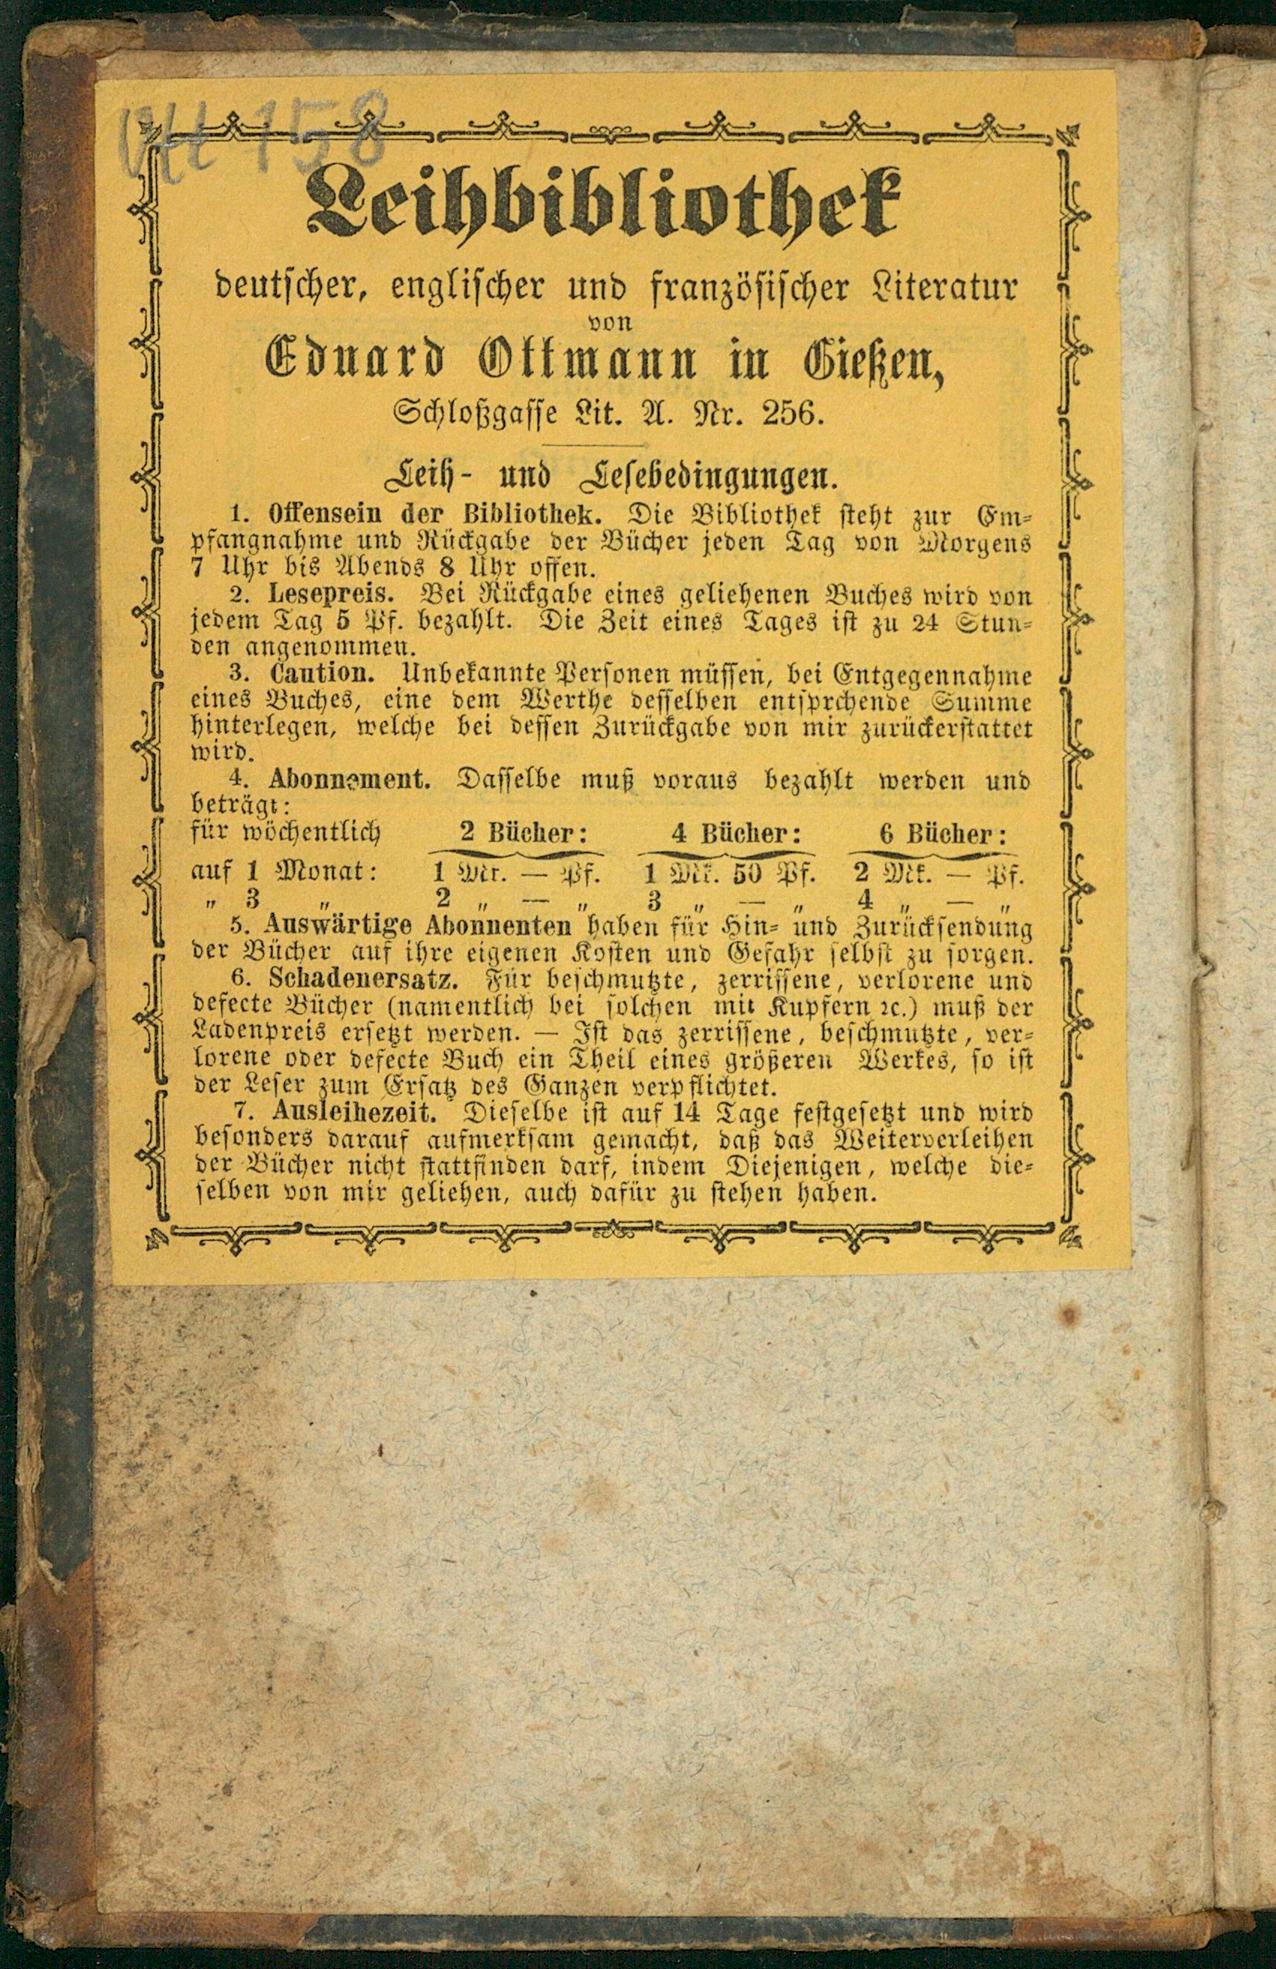 158
Leihbibliothek
deutscher, englischer und französischer Literatur
von
Eduard Ottmann in Gießen,
Schloßgasse Lit. A. Nr. 256.
Leih- und Lesebedingungen.
1. Offensein der Bibliothek. Die Bibliothek steht zur Em-
pfangnahme und Rückgabe der Bücher jeden Tag von Morgens
7 Uhr bis Abends 8 Uhr offen.
2. Lesepreis. Bei Rückgabe eines geliehenen Buches wird von
jedem Tag 5 Pf. bezahlt. Die Zeit eines Tages ist zu 24 Stun-
den angenommen.
3. Caution. Unbekannte Personen müssen, bei Entgegennahme
eines Buches, eine dem Werthe desselben entsprchende Summe
hinterlegen, welche bei dessen Zurückgabe von mir zurückerstattet
wird.
4. Abonnement. Dasselbe muß voraus bezahlt werden und
beträgt:
für wöchentlich 2 Bücher: 4 Bücher: 6 Bücher:
auf 1 Monat: 1 Mk. — Pf. 1 Mk. 50 Pf. 2 Mk. — Pf.
„ 3 „ 2 „ — „ 3 „ — „ 4 „ — „
5. Auswärtige Abonnenten haben für Hin- und Zurücksendung
der Bücher auf ihre eigenen Kosten und Gefahr selbst zu sorgen.
6. Schadenersatz. Für beschmutzte, zerrissene, verlorene und
defecte Bücher (namentlich bei solchen mit Kupfern ꝛc.) muß der
Ladenpreis ersetzt werden. — Ist das zerrissene, beschmutzte, ver-
lorene oder defecte Buch ein Theil eines größeren Werkes, so ist
der Leser zum Ersatz des Ganzen verpflichtet.
7. Ausleihezeit. Dieselbe ist auf 14 Tage festgesetzt und wird
besonders darauf aufmerksam gemacht, daß das Weiterverleihen
der Bücher nicht stattfinden darf, indem Diejenigen, welche die-
selben von mir geliehen, auch dafür zu stehen haben.